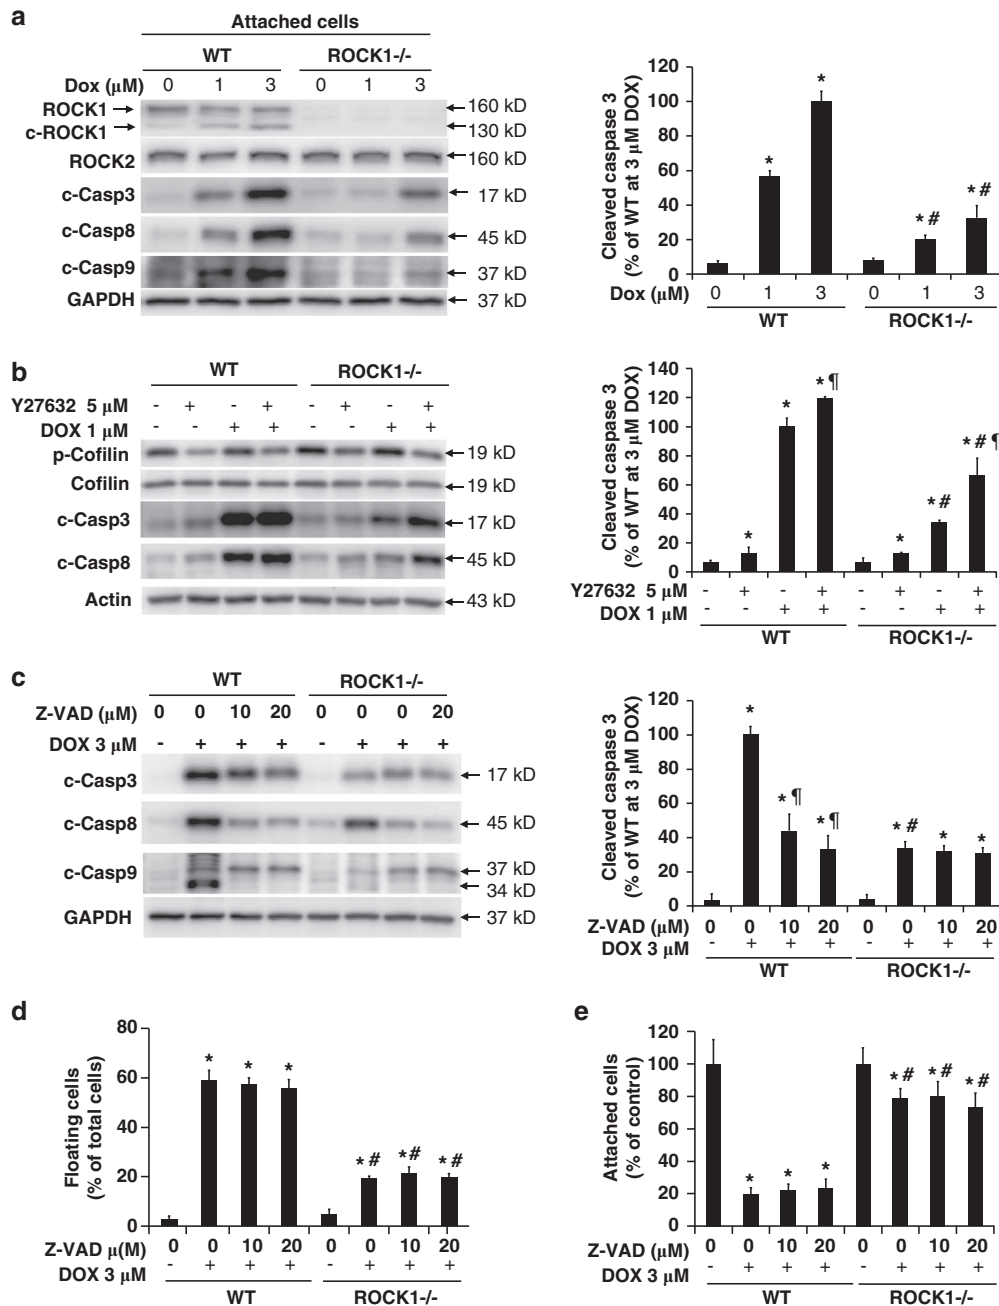 a
Attached cells
WT ROCK1-/-
Dox (μM) 0 1 3 0 1 3
ROCK1 160 kD
c-ROCK1 130 kD
ROCK2 160 kD
c-Casp3 17 kD
c-Casp8 45 kD
c-Casp9 37 kD
GAPDH 37 kD
Cleaved caspase 3
(% of WT at 3 μM DOX)
120
100
80
60
40
20
0
* * * # * #
Dox (μM) 0 1 3 0 1 3
WT ROCK1-/-
b
WT ROCK1-/-
Y27632 5 μM - + - + - + - +
DOX 1 μM - - + + - - + +
p-Cofilin 19 kD
Cofilin 19 kD
c-Casp3 17 kD
c-Casp8 45 kD
Actin 43 kD
Cleaved caspase 3
(% of WT at 3 μM DOX)
140
120
100
80
60
40
20
0
* * * ¶ * * # * # ¶
Y27632 5 μM - + - + - + - +
DOX 1 μM - - + + - - + +
WT ROCK1-/-
c
WT ROCK1-/-
Z-VAD (μM) 0 0 10 20 0 0 0 20
DOX 3 μM - + + + - + + +
c-Casp3 17 kD
c-Casp8 45 kD
c-Casp9 37 kD
34 kD
GAPDH 37 kD
Cleaved caspase 3
(% of WT at 3 μM DOX)
120
100
80
60
40
20
0
* * ¶ * ¶ * # * *
Z-VAD (μM) 0 0 10 20 0 0 10 20
DOX 3 μM - + + + - + + +
WT ROCK1-/-
d
Floating cells
(% of total cells)
80
60
40
20
0
* * * * # * # * #
Z-VAD μ(M) 0 0 10 20 0 0 10 20
DOX 3 μM - + + + - + + +
WT ROCK1-/-
e
Attached cells
(% of control)
120
100
80
60
40
20
0
* * * * # * # * #
Z-VAD (μM) 0 0 10 20 0 0 10 20
DOX 3 μM - + + + - + + +
WT ROCK1-/-